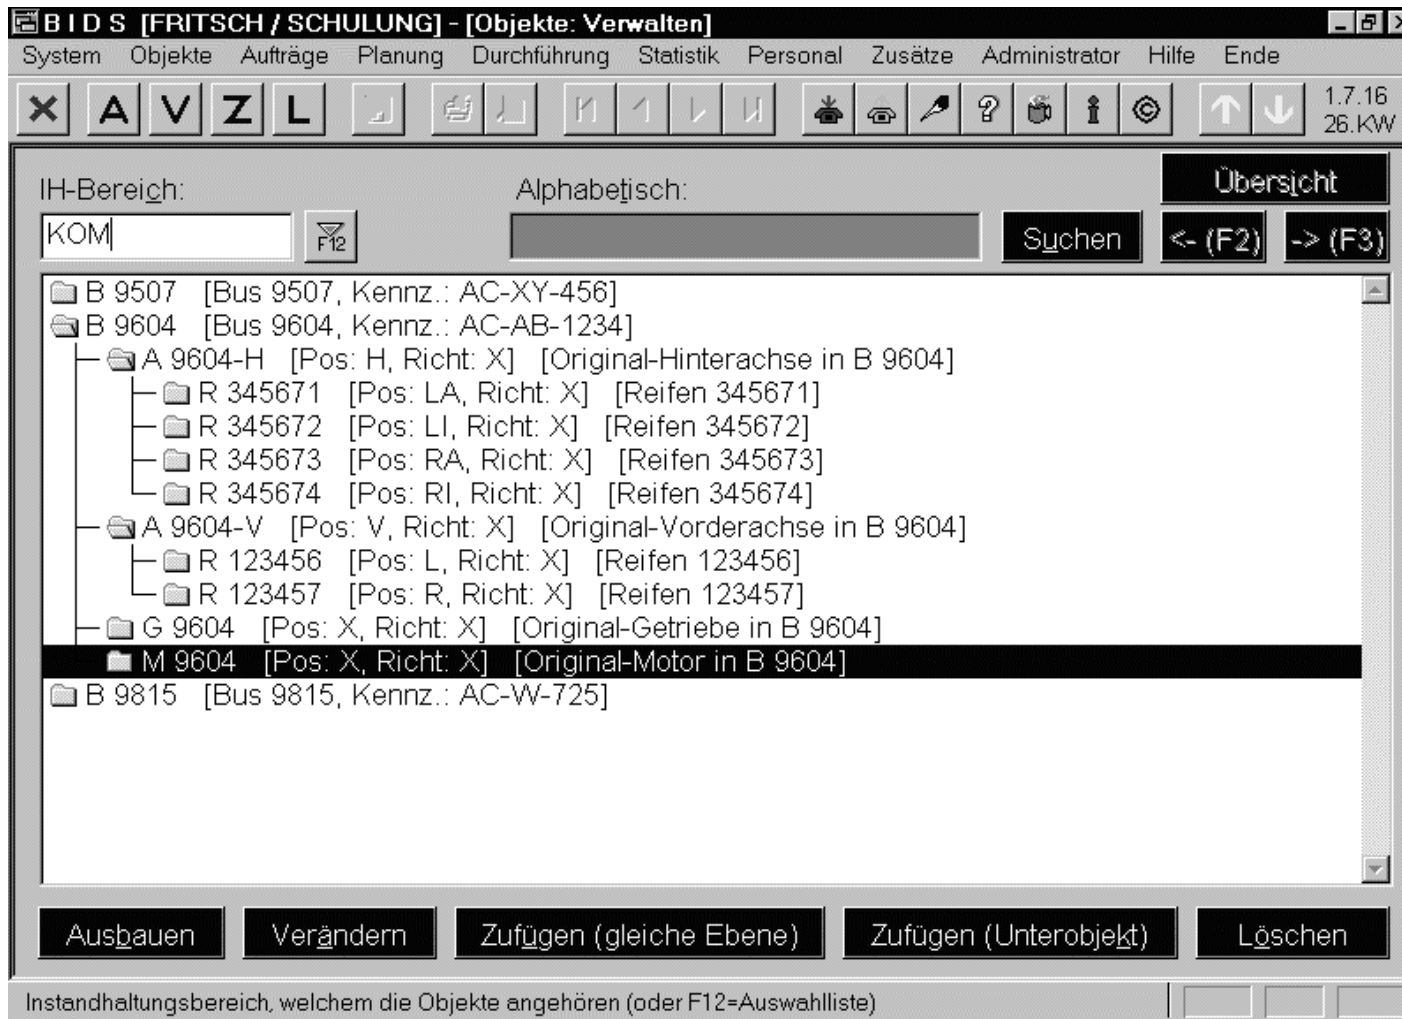 B I D S [FRITSCH / SCHULUNG] - [Objekte: Verwalten]
System Objekte Aufträge Planung Durchführung Statistik Personal Zusätze Administrator Hilfe Ende
A V Z L ? i © 1.7.16
26.KW
IH-Bereich: Alphabetisch: Übersicht
KOM F12 Suchen <- (F2) -> (F3)
B 9507 [Bus 9507, Kennz.: AC-XY-456]
B 9604 [Bus 9604, Kennz.: AC-AB-1234]
A 9604-H [Pos: H, Richt: X] [Original-Hinterachse in B 9604]
R 345671 [Pos: LA, Richt: X] [Reifen 345671]
R 345672 [Pos: LI, Richt: X] [Reifen 345672]
R 345673 [Pos: RA, Richt: X] [Reifen 345673]
R 345674 [Pos: RI, Richt: X] [Reifen 345674]
A 9604-V [Pos: V, Richt: X] [Original-Vorderachse in B 9604]
R 123456 [Pos: L, Richt: X] [Reifen 123456]
R 123457 [Pos: R, Richt: X] [Reifen 123457]
G 9604 [Pos: X, Richt: X] [Original-Getriebe in B 9604]
M 9604 [Pos: X, Richt: X] [Original-Motor in B 9604]
B 9815 [Bus 9815, Kennz.: AC-W-725]
Ausbauen Verändern Zufügen (gleiche Ebene) Zufügen (Unterobjekt) Löschen
Instandhaltungsbereich, welchem die Objekte angehören (oder F12=Auswahlliste)